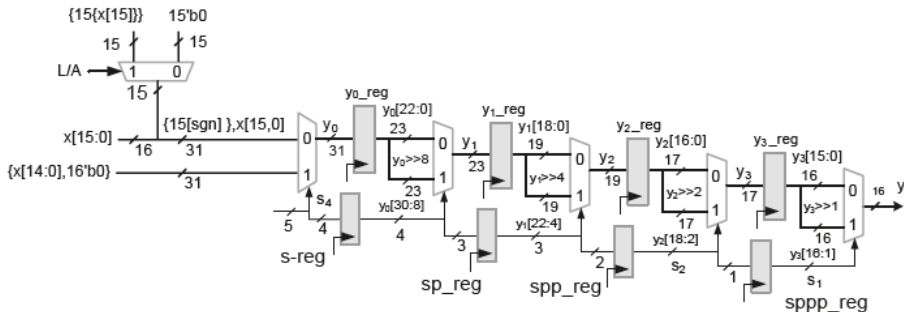 {15{x[15]}} 15'b0
15 15
L/A 1 0
15
y₀_reg
y₀ y₀[22:0]
x[15:0] {15[sgn] },x[15,0]
16 31 0 31 23 0
y₀>>8
{x[14:0],16'b0} 31 1 23 1
y₁_reg
y₁ y₁[18:0]
23 19 0
y₁>>4
19 1
y₂_reg
y₂ y₂[16:0]
19 17 0
y₂>>2
17 1
y₃_reg
y₃ y₃[15:0]
17 16 0
y₃>>1
16 1
16 y
s₄
5 4 y₀[30:8]
4
s-reg
3 y₁[22:4]
3
sp_reg
2 y₂[18:2]
s₂
spp_reg
1 y₃[16:1]
s₁
sppp_reg